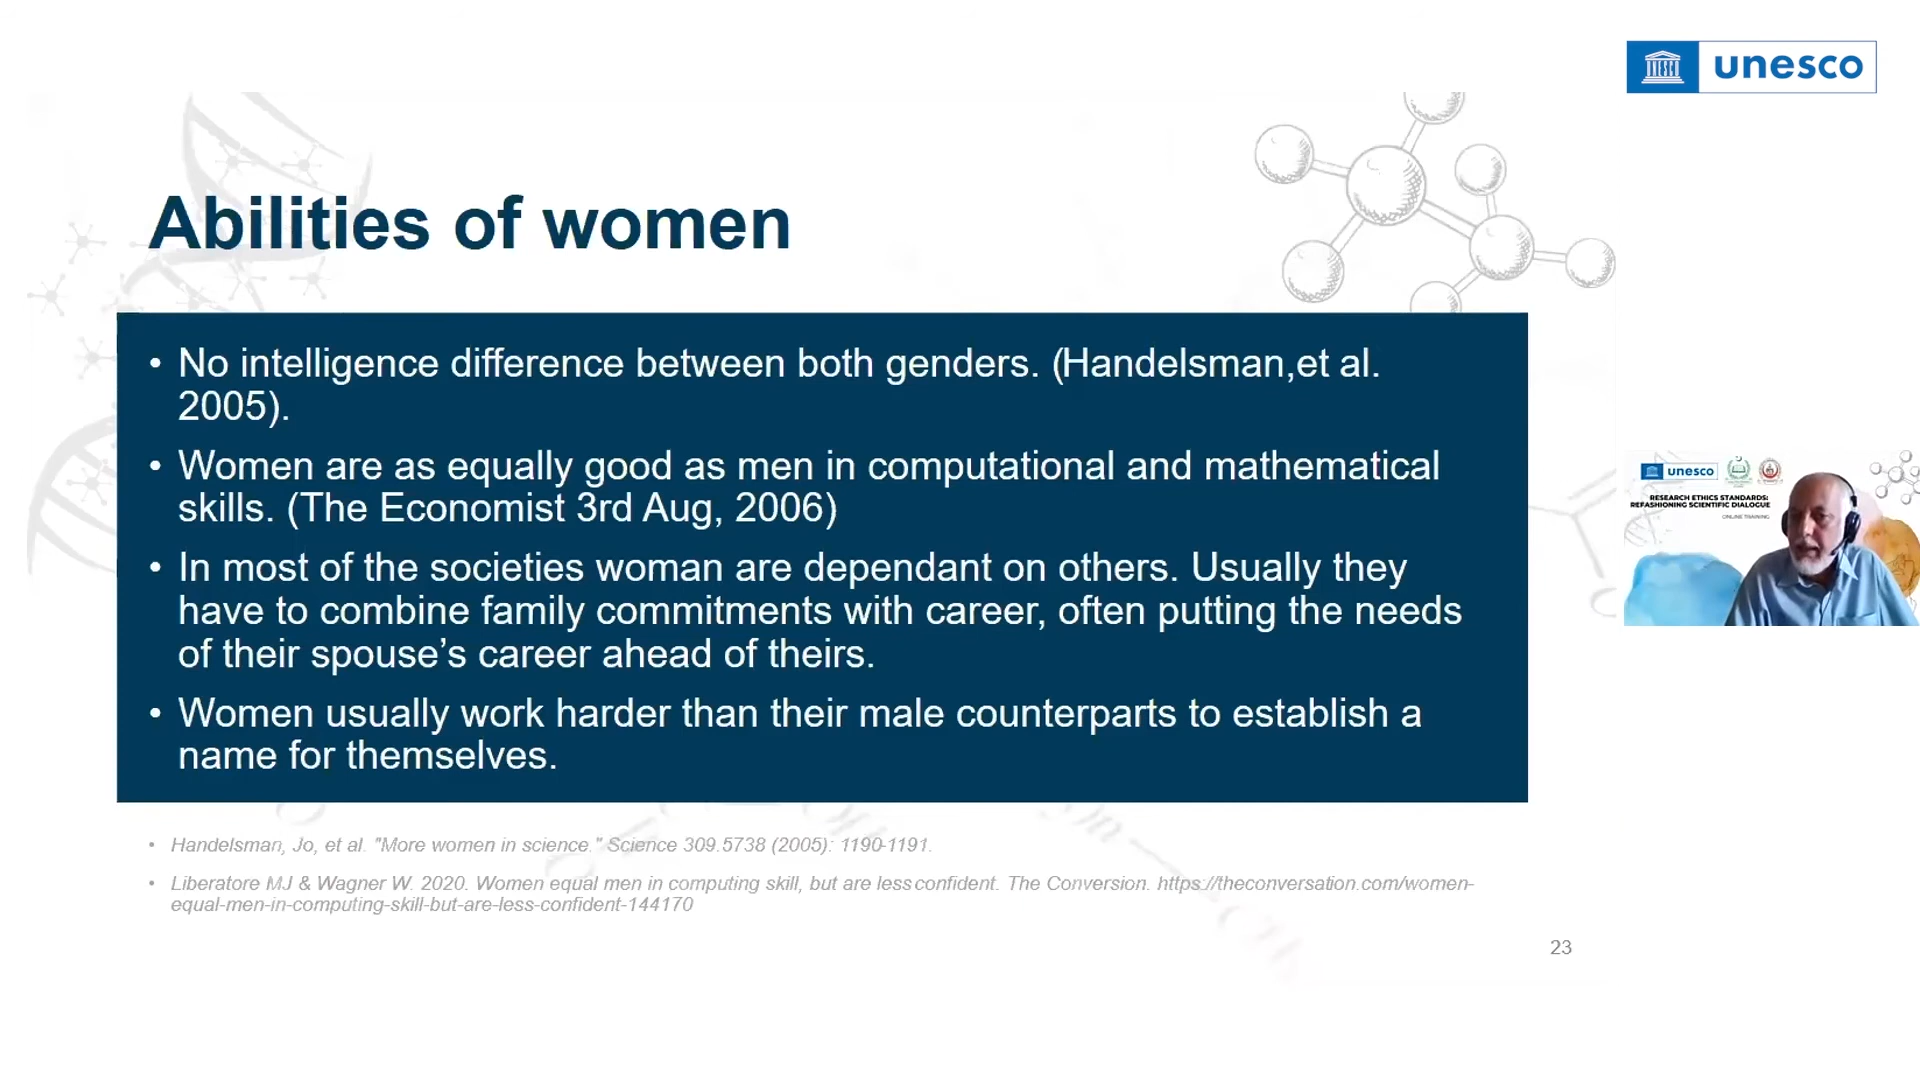 unesco
Abilities of women
• No intelligence difference between both genders. (Handelsman,et al.
2005).
• Women are as equally good as men in computational and mathematical
skills. (The Economist 3rd Aug, 2006)
• In most of the societies woman are dependant on others. Usually they
have to combine family commitments with career, often putting the needs
of their spouse’s career ahead of theirs.
• Women usually work harder than their male counterparts to establish a
name for themselves.
• Handelsman, Jo, et al. "More women in science." Science 309.5738 (2005): 1190-1191.
• Liberatore MJ & Wagner W. 2020. Women equal men in computing skill, but are less confident. The Conversion. https://theconversation.com/women-
equal-men-in-computing-skill-but-are-less-confident-144170
23
unesco
RESEARCH ETHICS STANDARDS:
REFASHIONING SCIENTIFIC DIALOGUE
ONLINE TRAINING